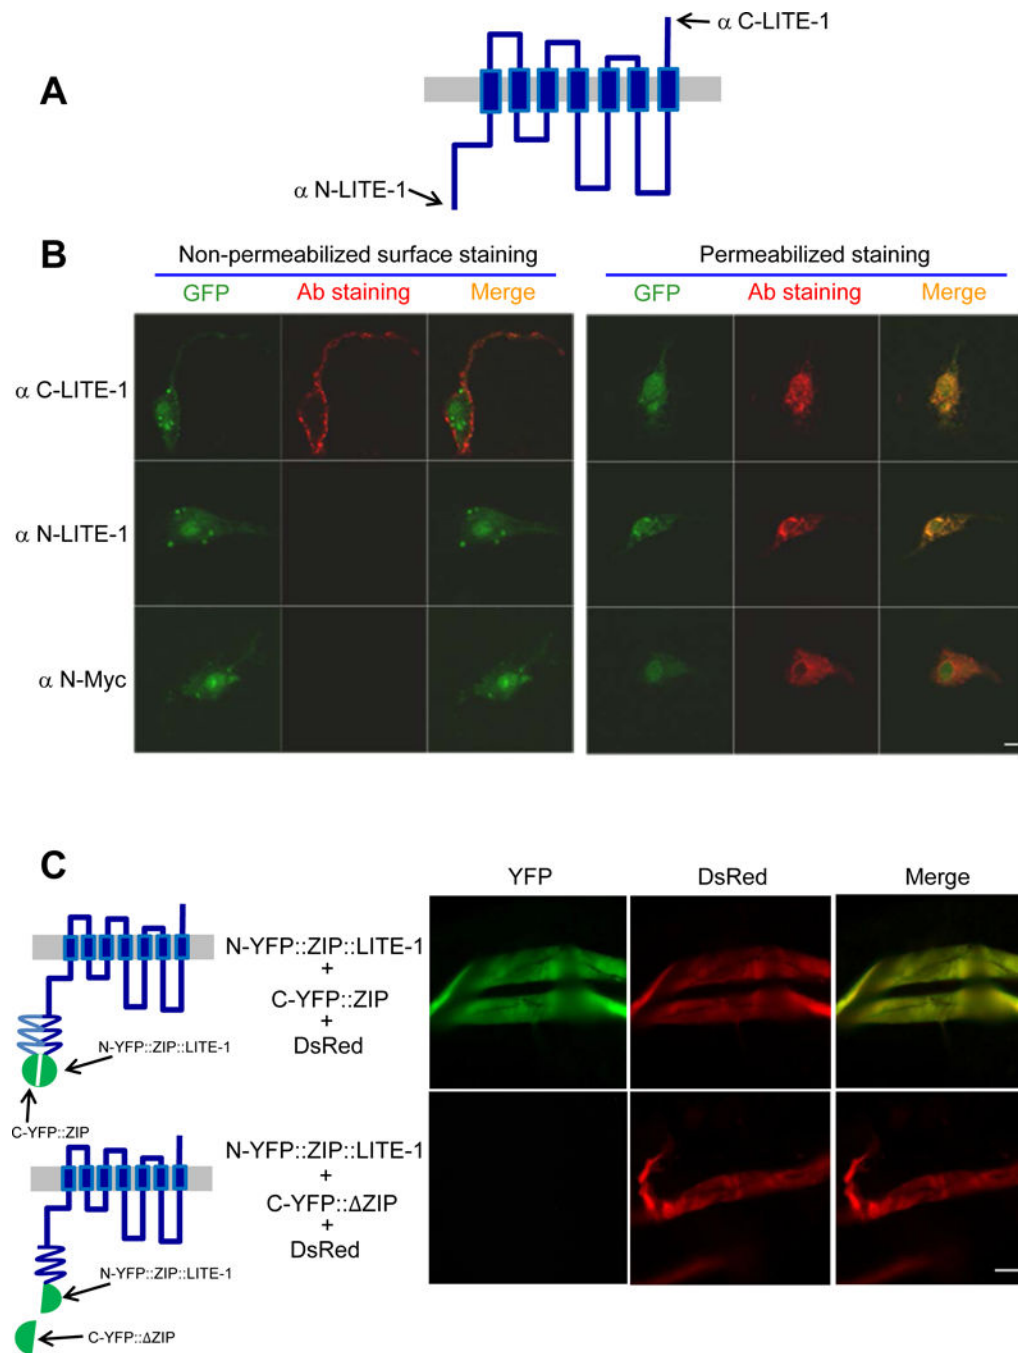 A
α C-LITE-1
α N-LITE-1
B
Non-permeabilized surface staining
Permeabilized staining
GFP
Ab staining
Merge
GFP
Ab staining
Merge
α C-LITE-1
α N-LITE-1
α N-Myc
C
YFP
DsRed
Merge
N-YFP::ZIP::LITE-1
+
C-YFP::ZIP
+
DsRed
N-YFP::ZIP::LITE-1
C-YFP::ZIP
N-YFP::ZIP::LITE-1
+
C-YFP::ΔZIP
+
DsRed
N-YFP::ZIP::LITE-1
C-YFP::ΔZIP